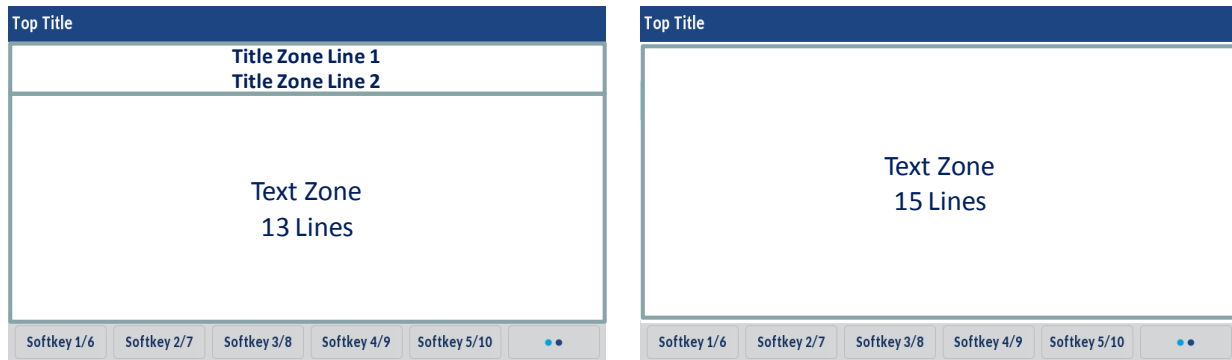 Top Title
Title Zone Line 1
Title Zone Line 2
Text Zone
13 Lines
Softkey 1/6 Softkey 2/7 Softkey 3/8 Softkey 4/9 Softkey 5/10
Top Title
Text Zone
15 Lines
Softkey 1/6 Softkey 2/7 Softkey 3/8 Softkey 4/9 Softkey 5/10